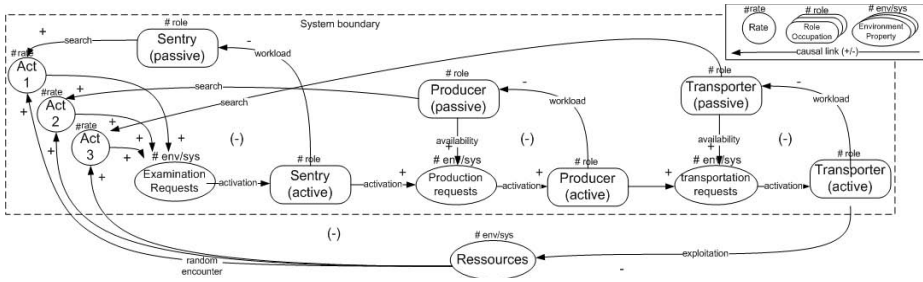 System boundary
#rate
Rate
# role
Role
Occupation
# env/sys
Environment
Property
causal link (+/-)
# role
Sentry
(passive)
-
workload
+
search
#rate
Act
1
+
# role
Producer
(passive)
-
workload
+
search
#rate
Act
2
+
# role
Transporter
(passive)
-
workload
+
search
#rate
Act
3
+
+
+
+
(-)
availability
+
(-)
availability
+
(-)
# env/sys
Examination
Requests
activation
# role
Sentry
(active)
activation
+
# env/sys
Production
requests
+
activation
# role
Producer
(active)
+
# env/sys
transportation
requests
activation
+
# role
Transporter
(active)
(-)
random
encounter
# env/sys
Ressources
exploitation
-